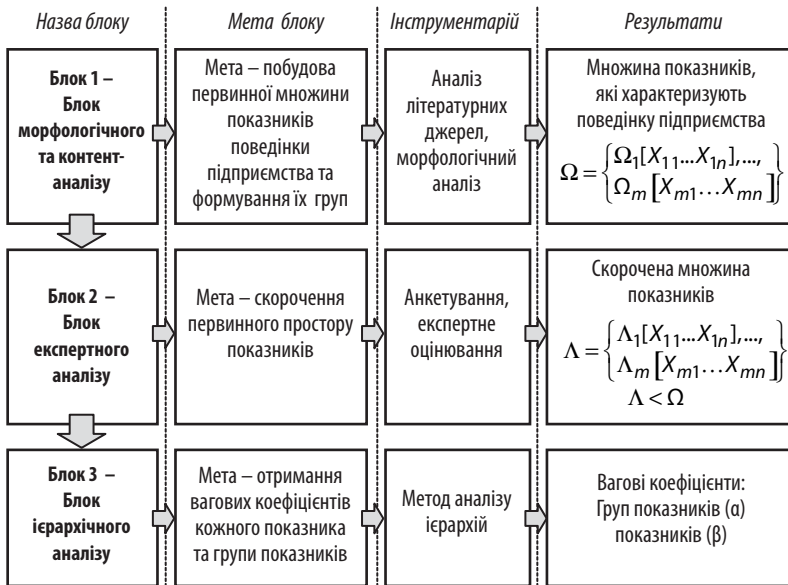 Назва блоку
Мета блоку
Інструментарій
Результати
Блок 1 –
Блок
морфологічного
та контент-
аналізу
Мета – побудова
первинної множини
показників
поведінки
підприємства та
формування їх груп
Аналіз
літературних
джерел,
морфологічний
аналіз
Множина показників,
які характеризують
поведінку підприємства
Ω = {Ω₁[X₁₁...X₁ₙ],...,
Ωₘ[Xₘ₁...Xₘₙ]}
Блок 2 –
Блок
експертного
аналізу
Мета – скорочення
первинного простору
показників
Анкетування,
експертне
оцінювання
Скорочена множина
показників
Λ = {Λ₁[X₁₁...X₁ₙ],...,
Λₘ[Xₘ₁...Xₘₙ]}
Λ < Ω
Блок 3 –
Блок
ієрархічного
аналізу
Мета – отримання
вагових коефіцієнтів
кожного показника
та групи показників
Метод аналізу
ієрархій
Вагові коефіцієнти:
Груп показників (α)
показників (β)